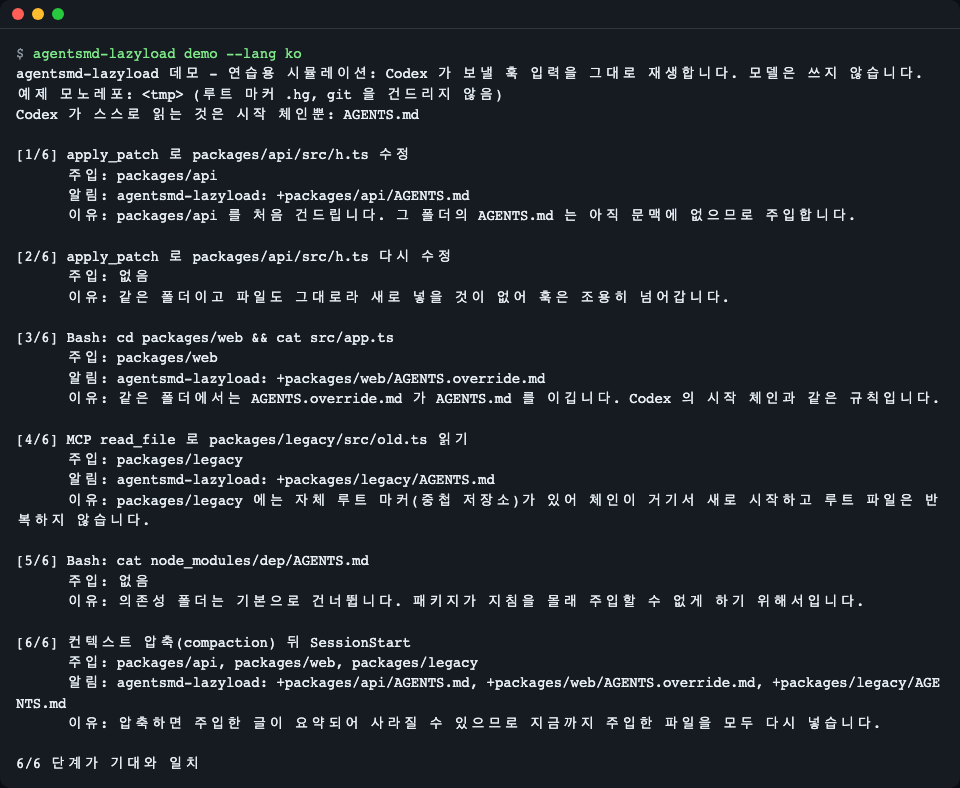 $ agentsmd-lazyload demo --lang ko
agentsmd-lazyload 데모 - 연습용 시뮬레이션: Codex 가 보낼 훅 입력을 그대로 재생합니다. 모델은 쓰지 않습니다.
예제 모노레포: <tmp> (루트 마커 .hg, git 을 건드리지 않음)
Codex 가 스스로 읽는 것은 시작 체인뿐: AGENTS.md
[1/6] apply_patch 로 packages/api/src/h.ts 수정
주입: packages/api
알림: agentsmd-lazyload: +packages/api/AGENTS.md
이유: packages/api 를 처음 건드립니다. 그 폴더의 AGENTS.md 는 아직 문맥에 없으므로 주입합니다.
[2/6] apply_patch 로 packages/api/src/h.ts 다시 수정
주입: 없음
이유: 같은 폴더이고 파일도 그대로라 새로 넣을 것이 없어 훅은 조용히 넘어갑니다.
[3/6] Bash: cd packages/web && cat src/app.ts
주입: packages/web
알림: agentsmd-lazyload: +packages/web/AGENTS.override.md
이유: 같은 폴더에서는 AGENTS.override.md 가 AGENTS.md 를 이깁니다. Codex 의 시작 체인과 같은 규칙입니다.
[4/6] MCP read_file 로 packages/legacy/src/old.ts 읽기
주입: packages/legacy
알림: agentsmd-lazyload: +packages/legacy/AGENTS.md
이유: packages/legacy 에는 자체 루트 마커(중첩 저장소)가 있어 체인이 거기서 새로 시작하고 루트 파일은 반
복하지 않습니다.
[5/6] Bash: cat node_modules/dep/AGENTS.md
주입: 없음
이유: 의존성 폴더는 기본으로 건너뜁니다. 패키지가 지침을 몰래 주입할 수 없게 하기 위해서입니다.
[6/6] 컨텍스트 압축(compaction) 뒤 SessionStart
주입: packages/api, packages/web, packages/legacy
알림: agentsmd-lazyload: +packages/api/AGENTS.md, +packages/web/AGENTS.override.md, +packages/legacy/AGE
NTS.md
이유: 압축하면 주입한 글이 요약되어 사라질 수 있으므로 지금까지 주입한 파일을 모두 다시 넣습니다.
6/6 단계가 기대와 일치